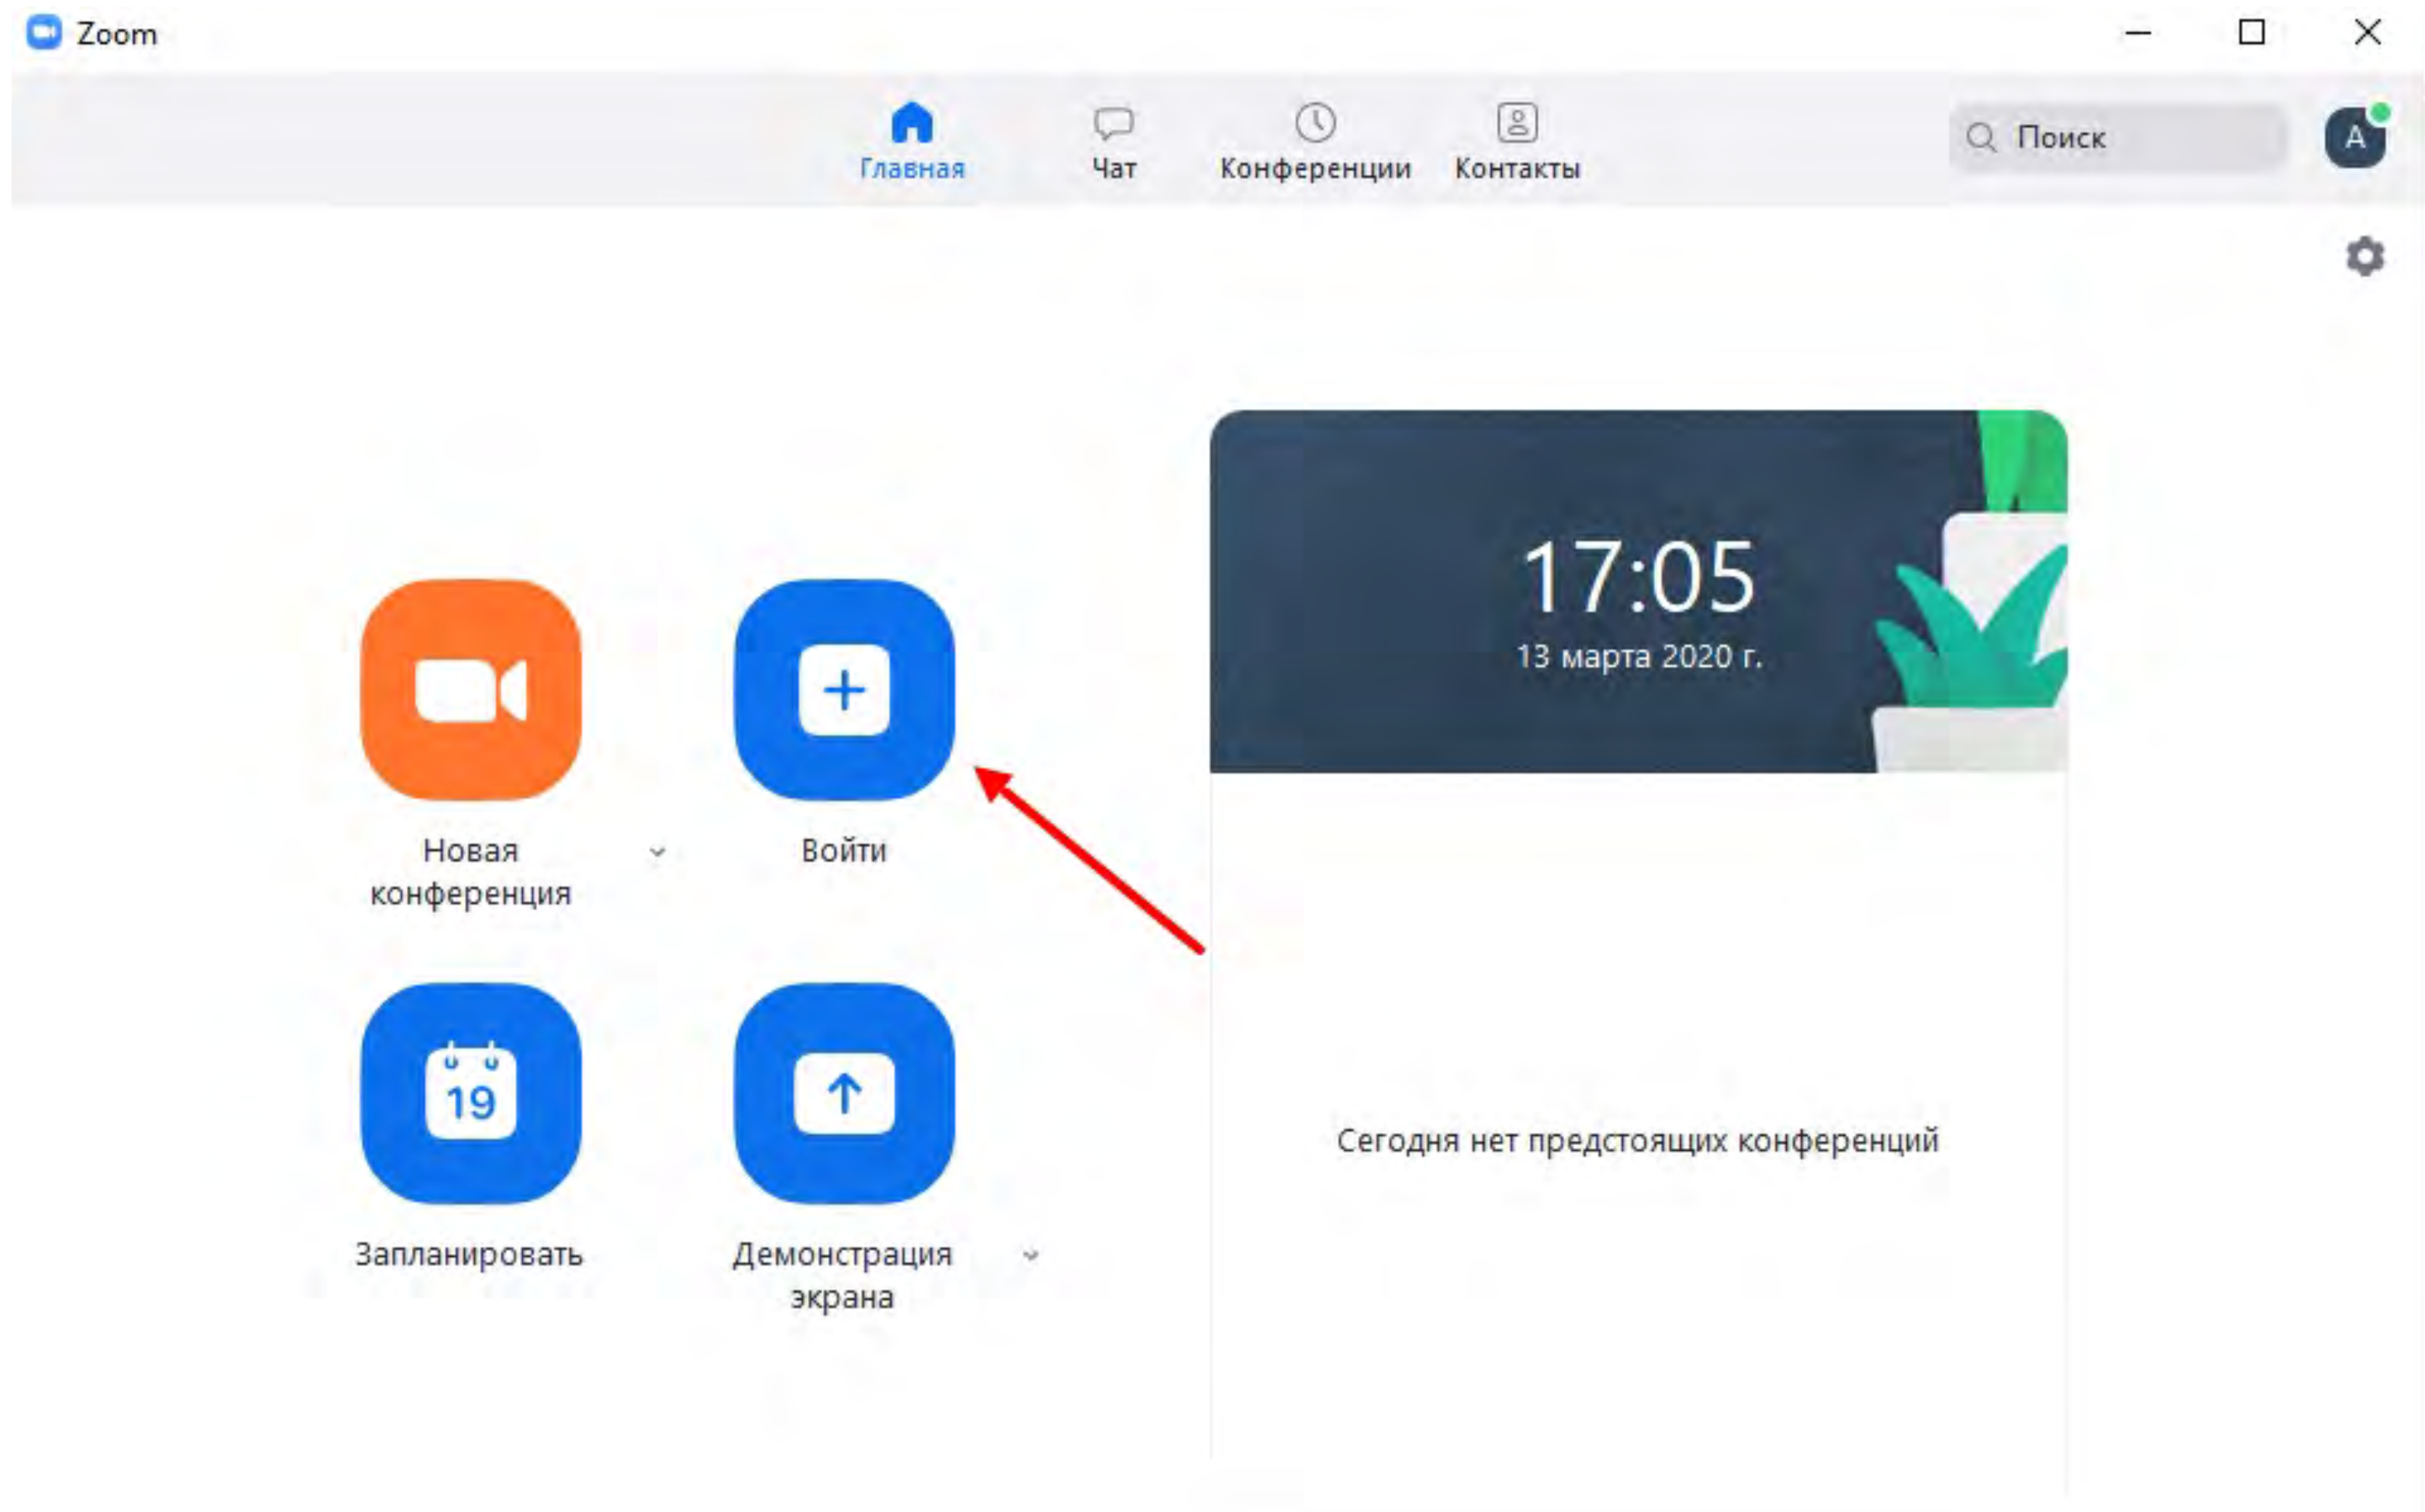 Zoom
Главная
Чат
Конференции
Контакты
Поиск
A
17:05
13 марта 2020 г.
Новая
конференция
Войти
19
Запланировать
Демонстрация
экрана
Сегодня нет предстоящих конференций